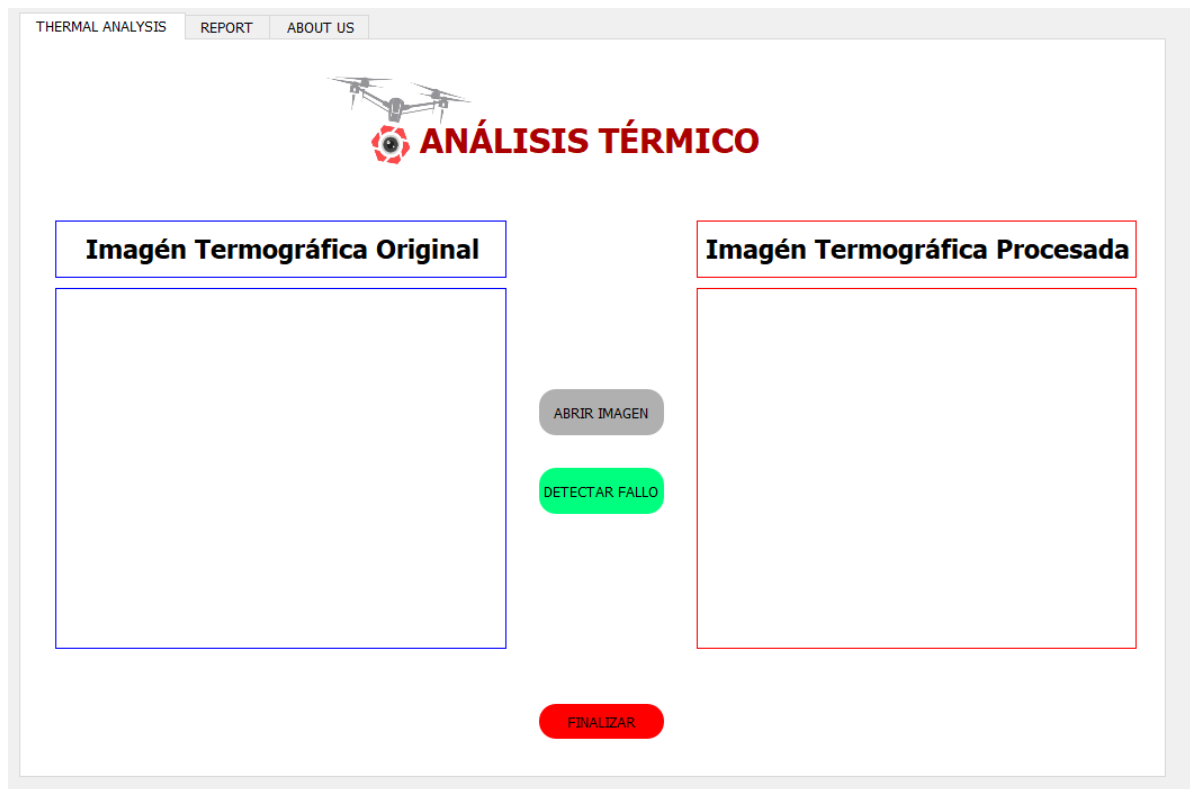 THERMAL ANALYSIS REPORT ABOUT US
ANÁLISIS TÉRMICO
Imagén Termográfica Original
Imagén Termográfica Procesada
ABRIR IMAGEN
DETECTAR FALLO
FINALIZAR